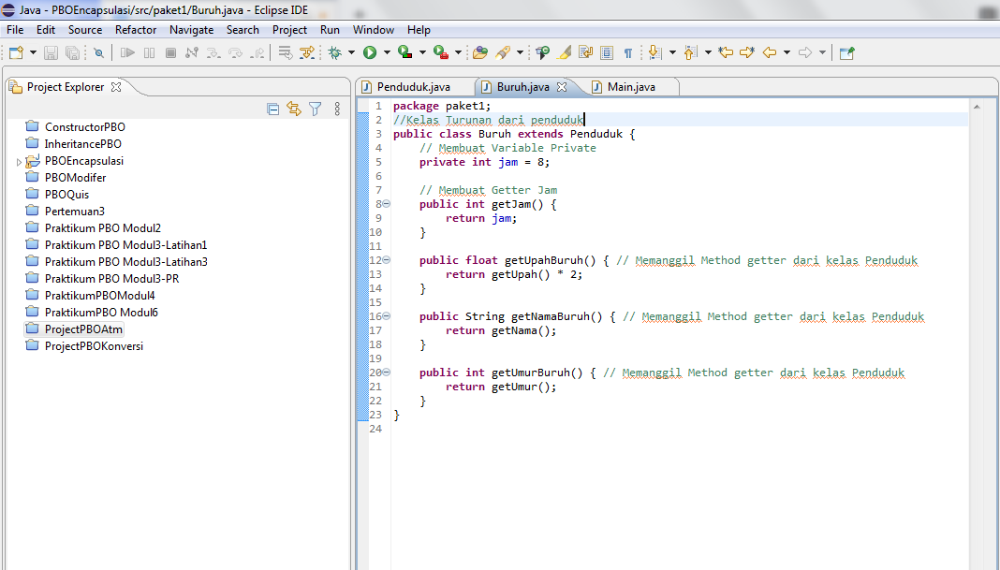 Java - PBOEncapsulasi/src/paket1/Buruh.java - Eclipse IDE
File Edit Source Refactor Navigate Search Project Run Window Help
Project Explorer
ConstructorPBO
InheritancePBO
PBOEncapsulasi
PBOModifer
PBOQuis
Pertemuan3
Praktikum PBO Modul2
Praktikum PBO Modul3-Latihan1
Praktikum PBO Modul3-Latihan3
Praktikum PBO Modul3-PR
PraktikumPBOModul4
PraktikumPBO Modul6
ProjectPBOAtm
ProjectPBOKonversi
Penduduk.java Buruh.java Main.java
1 package paket1;
2 //Kelas Turunan dari penduduk
3 public class Buruh extends Penduduk {
4 // Membuat Variable Private
5 private int jam = 8;
6
7 // Membuat Getter Jam
8 public int getJam() {
9 return jam;
10 }
11
12 public float getUpahBuruh() { // Memanggil Method getter dari kelas Penduduk
13 return getUpah() * 2;
14 }
15
16 public String getNamaBuruh() { // Memanggil Method getter dari kelas Penduduk
17 return getNama();
18 }
19
20 public int getUmurBuruh() { // Memanggil Method getter dari kelas Penduduk
21 return getUmur();
22 }
23 }
24